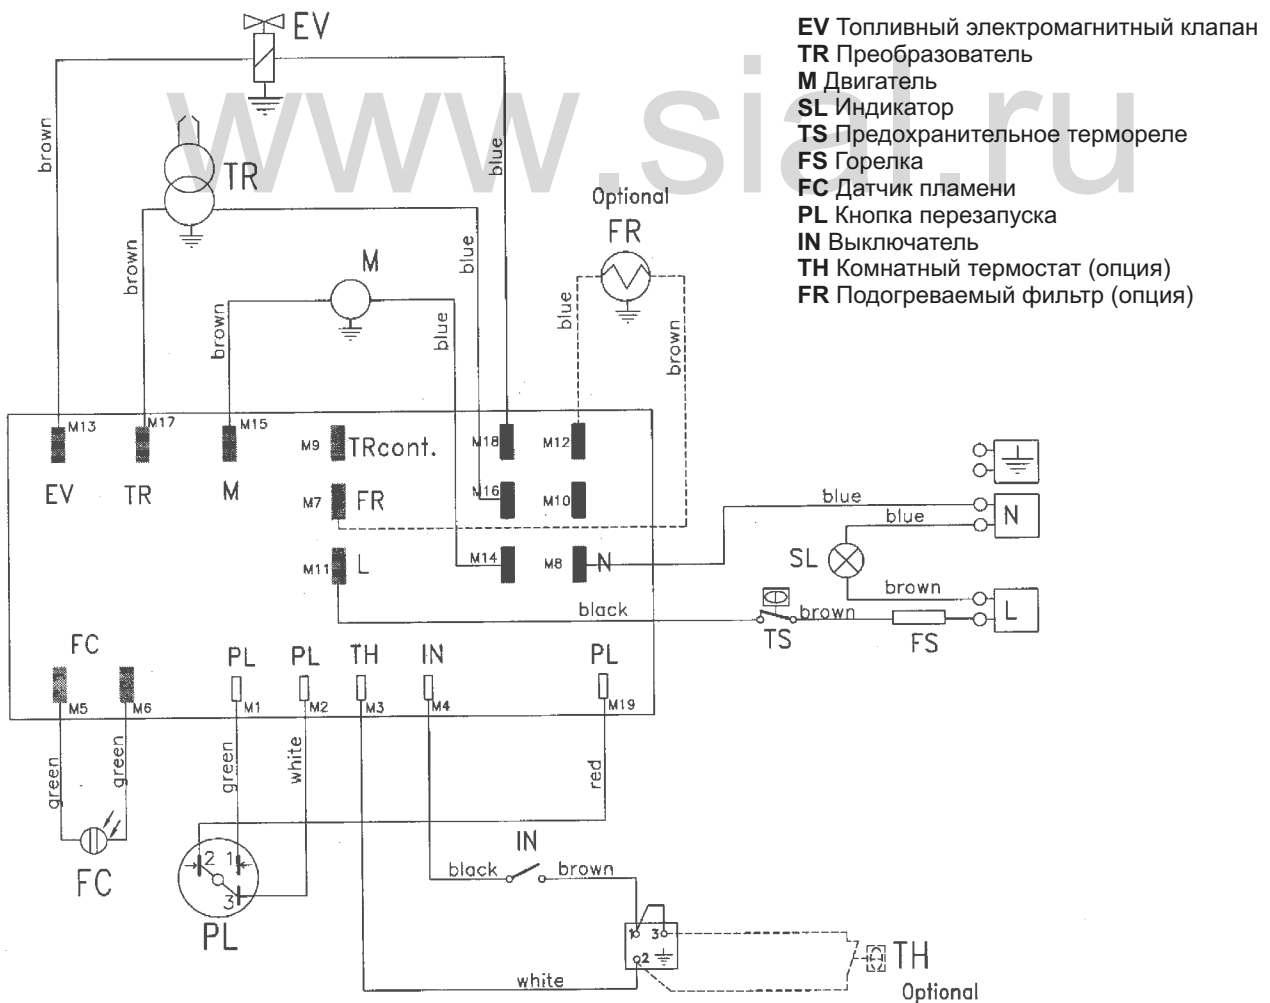 EV
EV Топливный электромагнитный клапан
TR Преобразователь
M Двигатель
SL Индикатор
TS Предохранительное термореле
FS Горелка
FC Датчик пламени
PL Кнопка перезапуска
IN Выключатель
TH Комнатный термостат (опция)
FR Подогреваемый фильтр (опция)
www.sial.ru
brown
blue
TR
Optional
FR
brown
blue
M
brown
blue
blue
brown
M13
M17
M15
M9
TRcont.
M18
M12
EV
TR
M
M7
FR
M16
M10
M11
L
M14
M8
N
blue
blue
N
SL
brown
black
TS
brown
FS
L
FC
PL
PL
TH
IN
PL
M5
M6
M1
M2
M3
M4
M19
green
green
green
white
red
FC
2
1
3
PL
IN
black
brown
1
3
2
TH
white
Optional